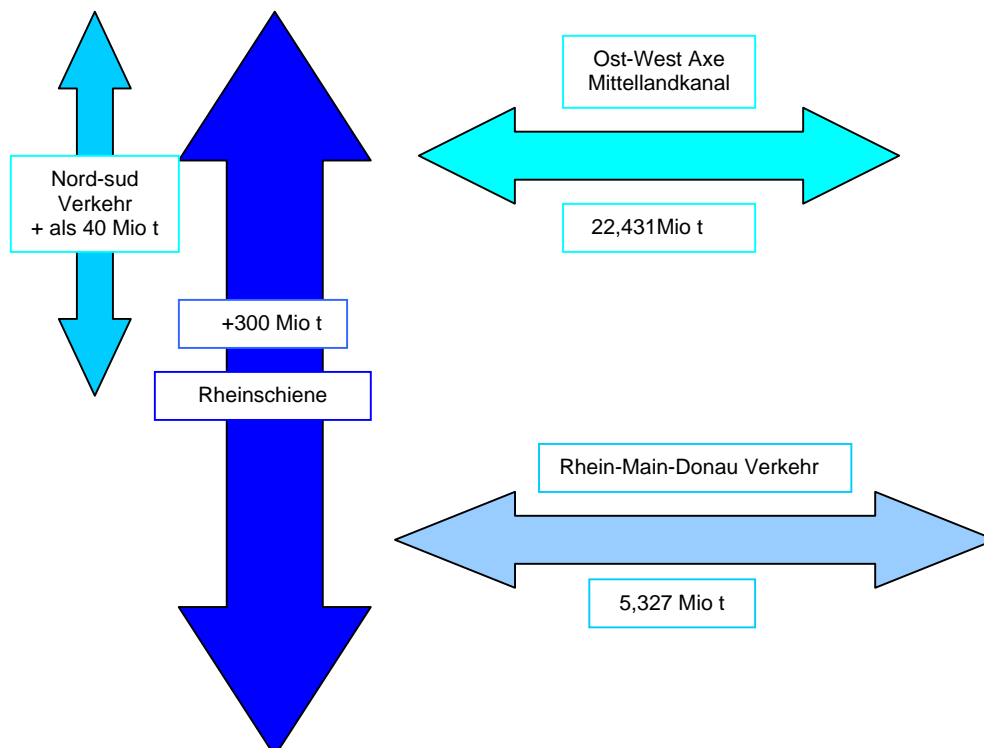 Ost-West Axe
Mittellandkanal
Nord-sud
Verkehr
+ als 40 Mio t
22,431Mio t
+300 Mio t
Rheinschiene
Rhein-Main-Donau Verkehr
5,327 Mio t